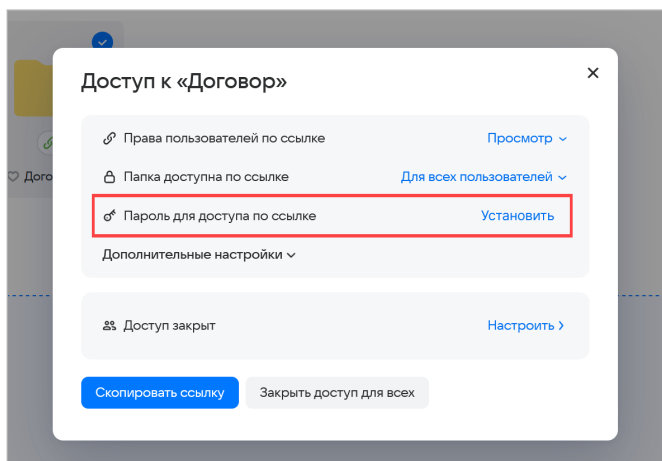 Доступ к «Договор»
Права пользователей по ссылке Просмотр
Папка доступна по ссылке Для всех пользователей
Дого
Пароль для доступа по ссылке Установить
Дополнительные настройки
Доступ закрыт Настроить
Скопировать ссылку Закрыть доступ для всех